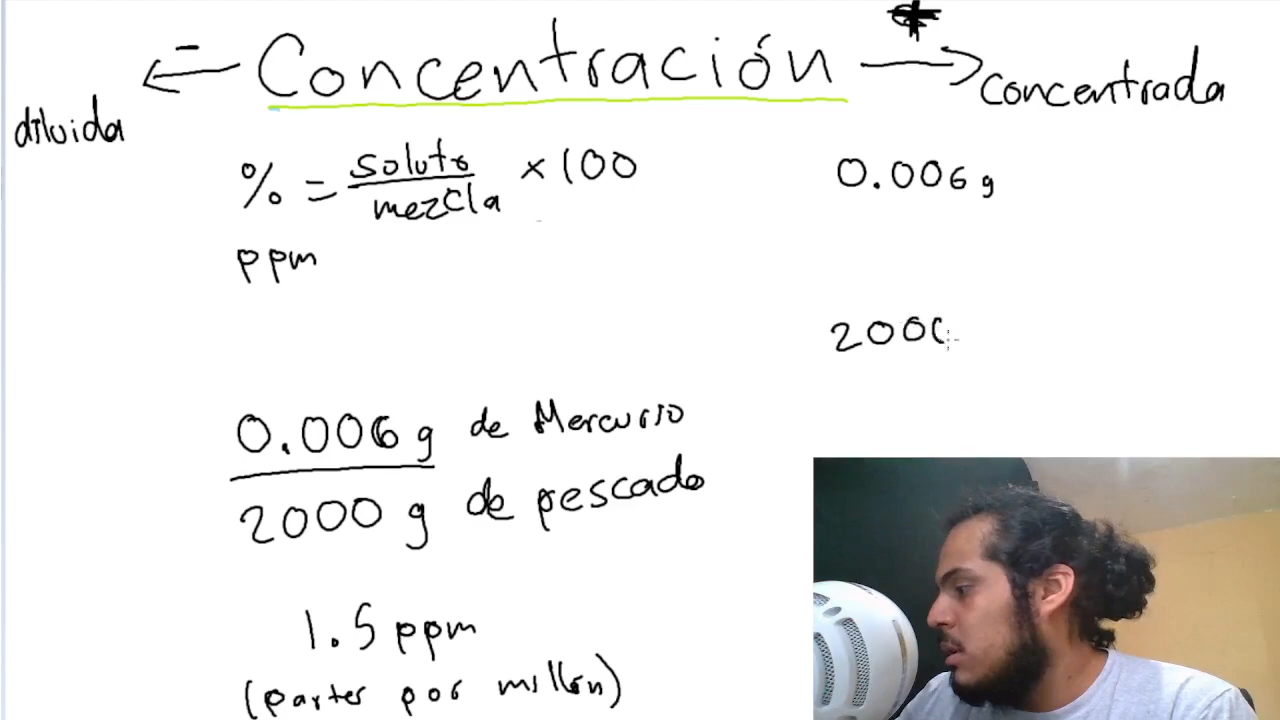 ← - Concentración → +
diluida
concentrada
% = soluto / mezcla × 100
0.006 g
ppm
2000
0.006 g de Mercurio
2000 g de pescado
1.5 ppm
(partes por millón)